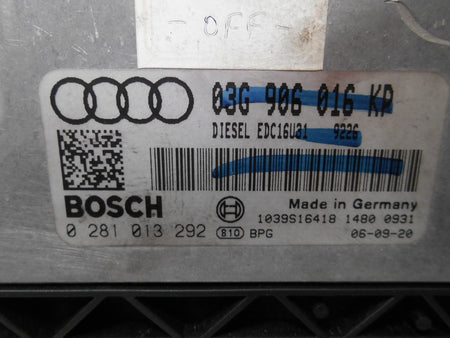 - OFF -
03G 906 016 KP
DIESEL EDC16U31 9226
BOSCH
Made in Germany
1039S16418 1480 0931
0 281 013 292 810 BPG 06-09-20